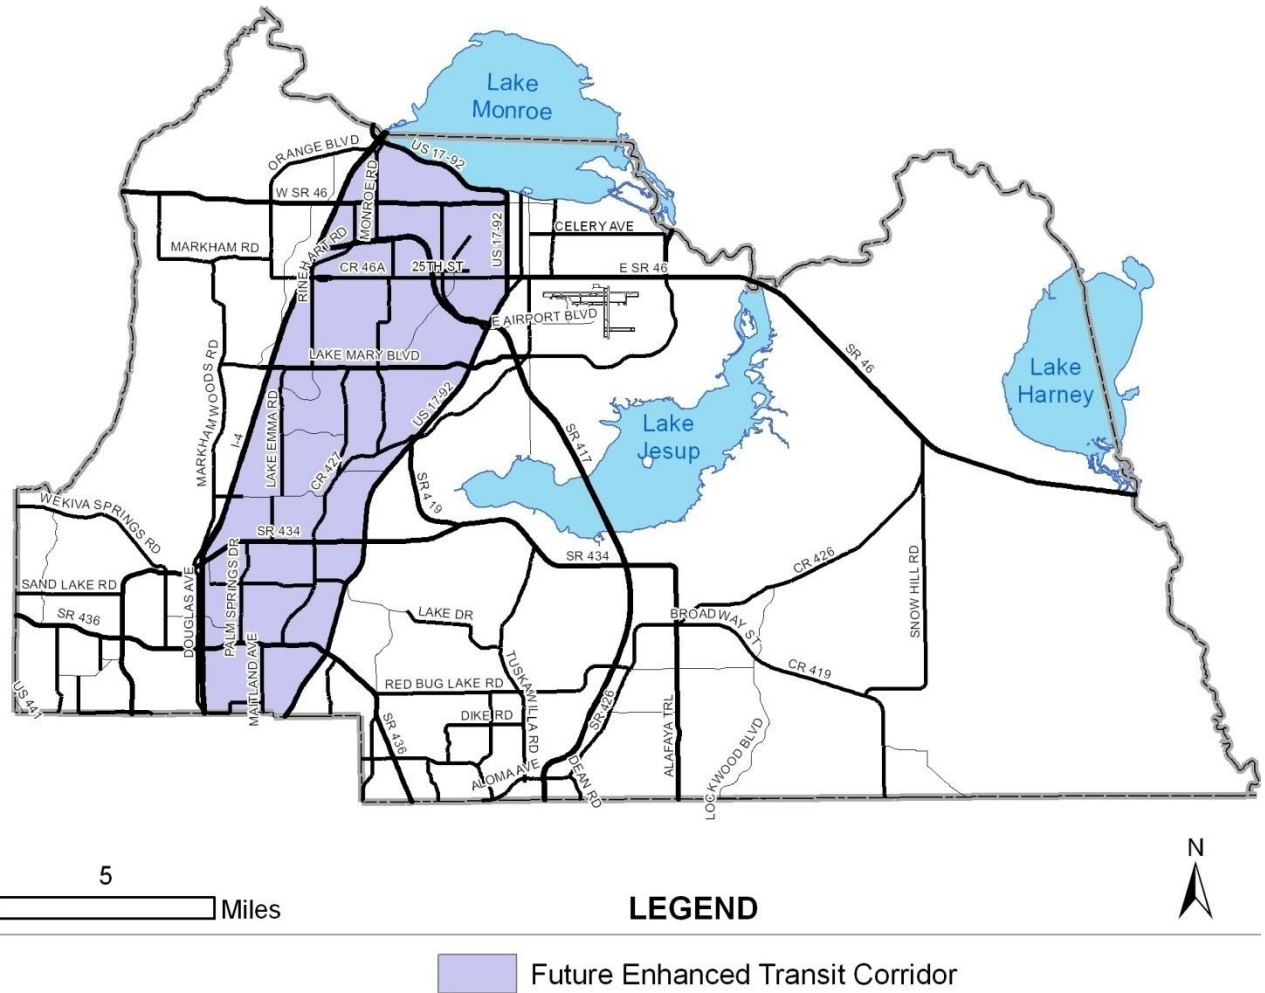 Lake
Monroe
ORANGE BLVD
US 17-92
W SR 46
MONROE RD
US 17-92
CELERY AVE
MARKHAM RD
RINEHART RD
CR 46A
25TH ST
E SR 46
E AIRPORT BLVD
LAKE MARY BLVD
SR 46
Lake
Harney
MARKHAM WOODS RD
I-4
LAKE EMMA RD
US 17-92
CR 427
SR 417
Lake
Jesup
SR 419
WEKIVA SPRINGS RD
SR 434
SR 434
CR 426
SNOW HILL RD
SAND LAKE RD
DOUGLAS AVE
PALM SPRINGS DR
SR 436
LAKE DR
BROADWAY ST
MAITLAND AVE
TUSKAWILLA RD
CR 419
US 441
RED BUG LAKE RD
SR 426
ALAFAYA TRL
LOCKWOOD BLVD
SR 436
DIKE RD
ALOMA AVE
DEAN RD
N
5
Miles
LEGEND
Future Enhanced Transit Corridor